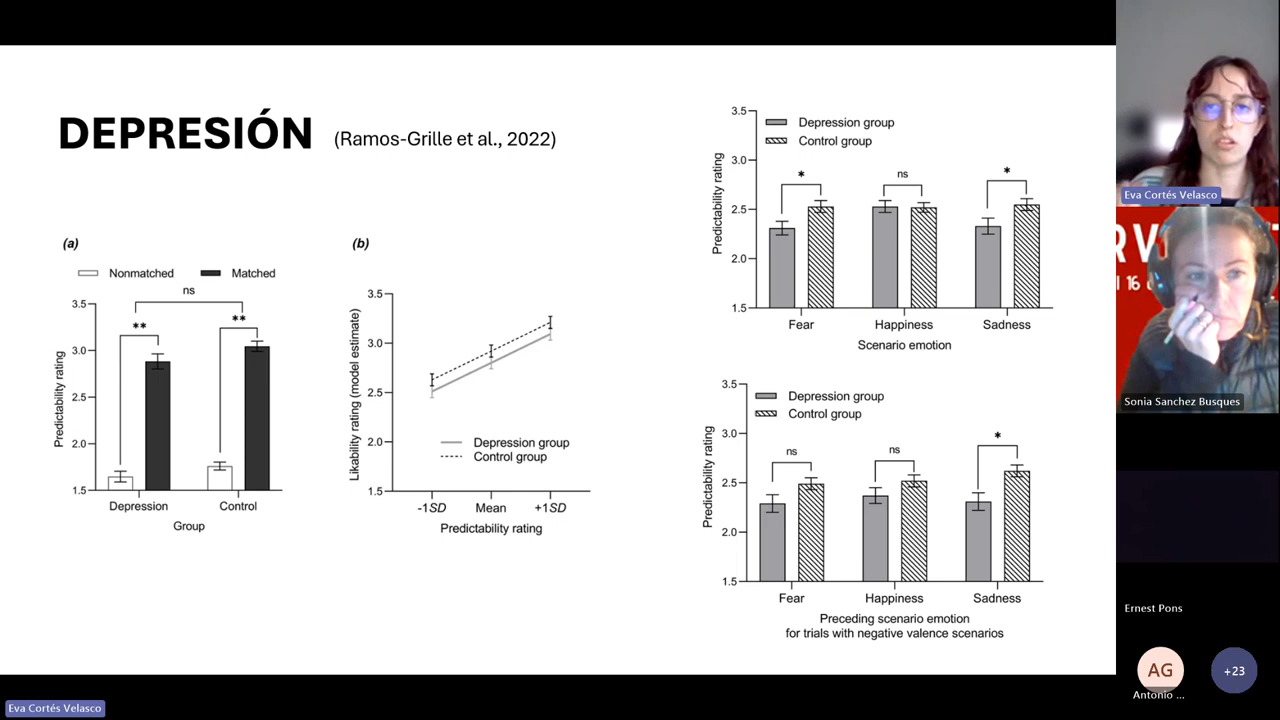 DEPRESIÓN (Ramos-Grille et al., 2022)
(a)
Nonmatched Matched
ns
** **
Predictability rating
3.5
3.0
2.5
2.0
1.5
Depression Control
Group
(b)
Likability rating (model estimate)
3.5
3.0
2.5
2.0
1.5
Depression group
Control group
-1SD Mean +1SD
Predictability rating
Predictability rating
3.5
3.0
2.5
2.0
1.5
Depression group
Control group
* ns *
Fear Happiness Sadness
Scenario emotion
Predictability rating
3.5
3.0
2.5
2.0
1.5
Depression group
Control group
ns ns *
Fear Happiness Sadness
Preceding scenario emotion
for trials with negative valence scenarios
Eva Cortés Velasco
Sonia Sanchez Busques
Ernest Pons
AG
Antonio ...
+23
Eva Cortés Velasco